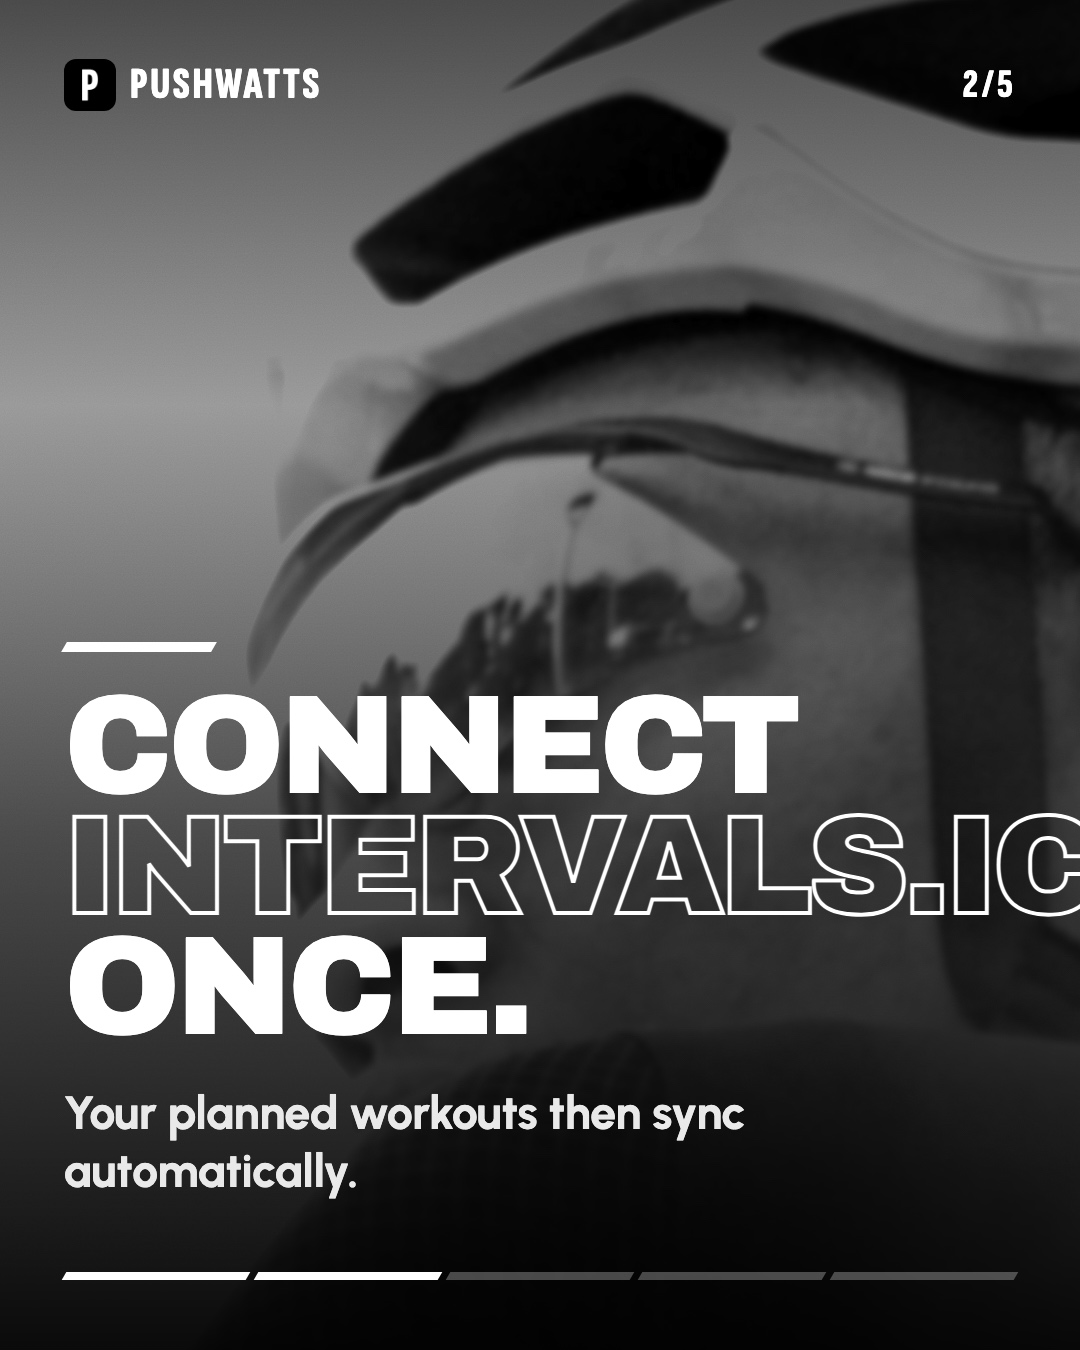 P PUSHWATTS
2/5
CONNECT
INTERVALS.IC
ONCE.
Your planned workouts then sync
automatically.